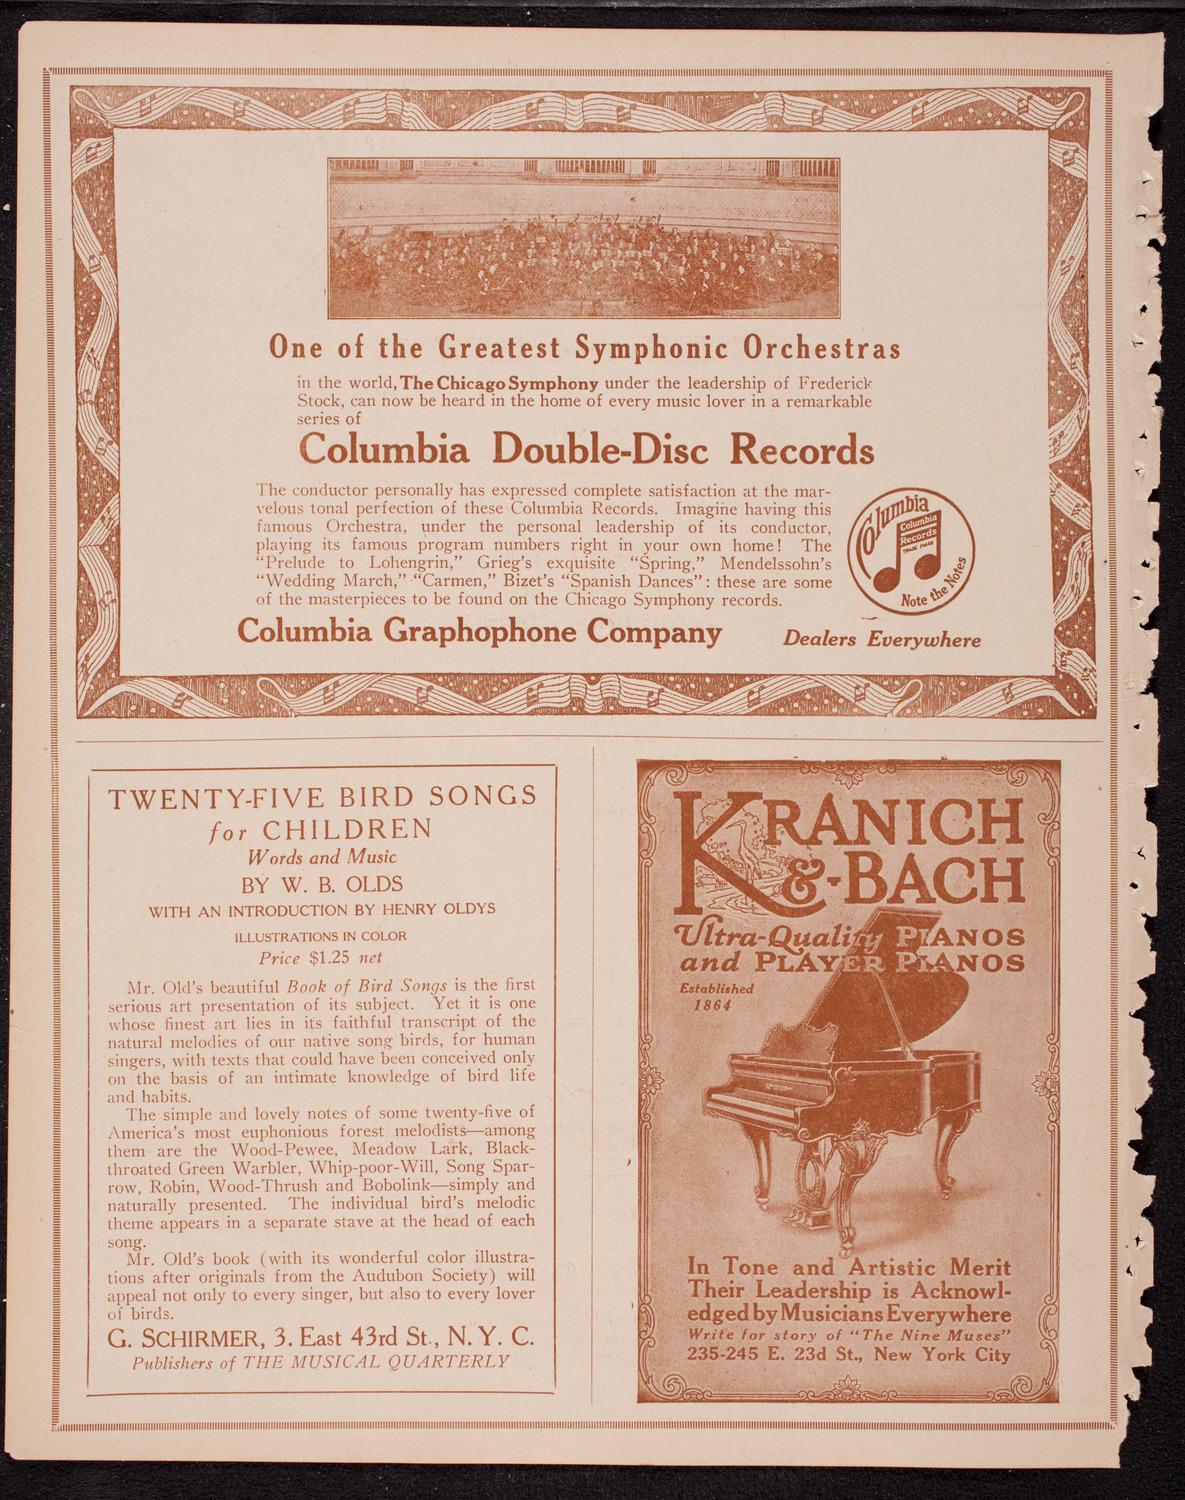 One of the Greatest Symphonic Orchestras
in the world, The Chicago Symphony under the leadership of Frederick
Stock, can now be heard in the home of every music lover in a remarkable
series of
Columbia Double-Disc Records
The conductor personally has expressed complete satisfaction at the mar-
velous tonal perfection of these Columbia Records. Imagine having this
famous Orchestra, under the personal leadership of its conductor,
playing its famous program numbers right in your own home! The
"Prelude to Lohengrin," Grieg's exquisite "Spring," Mendelssohn's
"Wedding March," "Carmen," Bizet's "Spanish Dances": these are some
of the masterpieces to be found on the Chicago Symphony records.
Columbia
Columbia
Records
TRADE MARK
Note the Notes
Columbia Graphophone Company Dealers Everywhere
TWENTY-FIVE BIRD SONGS
for CHILDREN
Words and Music
BY W. B. OLDS
WITH AN INTRODUCTION BY HENRY OLDYS
ILLUSTRATIONS IN COLOR
Price $1.25 net
Mr. Old's beautiful Book of Bird Songs is the first
serious art presentation of its subject. Yet it is one
whose finest art lies in its faithful transcript of the
natural melodies of our native song birds, for human
singers, with texts that could have been conceived only
on the basis of an intimate knowledge of bird life
and habits.
The simple and lovely notes of some twenty-five of
America's most euphonious forest melodists—among
them are the Wood-Pewee, Meadow Lark, Black-
throated Green Warbler, Whip-poor-Will, Song Spar-
row, Robin, Wood-Thrush and Bobolink—simply and
naturally presented. The individual bird's melodic
theme appears in a separate stave at the head of each
song.
Mr. Old's book (with its wonderful color illustra-
tions after originals from the Audubon Society) will
appeal not only to every singer, but also to every lover
of birds.
G. SCHIRMER, 3. East 43rd St., N. Y. C.
Publishers of THE MUSICAL QUARTERLY
KRANICH
&-BACH
Ultra-Quality PIANOS
and PLAYER PIANOS
Established
1864
In Tone and Artistic Merit
Their Leadership is Acknowl-
edged by Musicians Everywhere
Write for story of "The Nine Muses"
235-245 E. 23d St., New York City